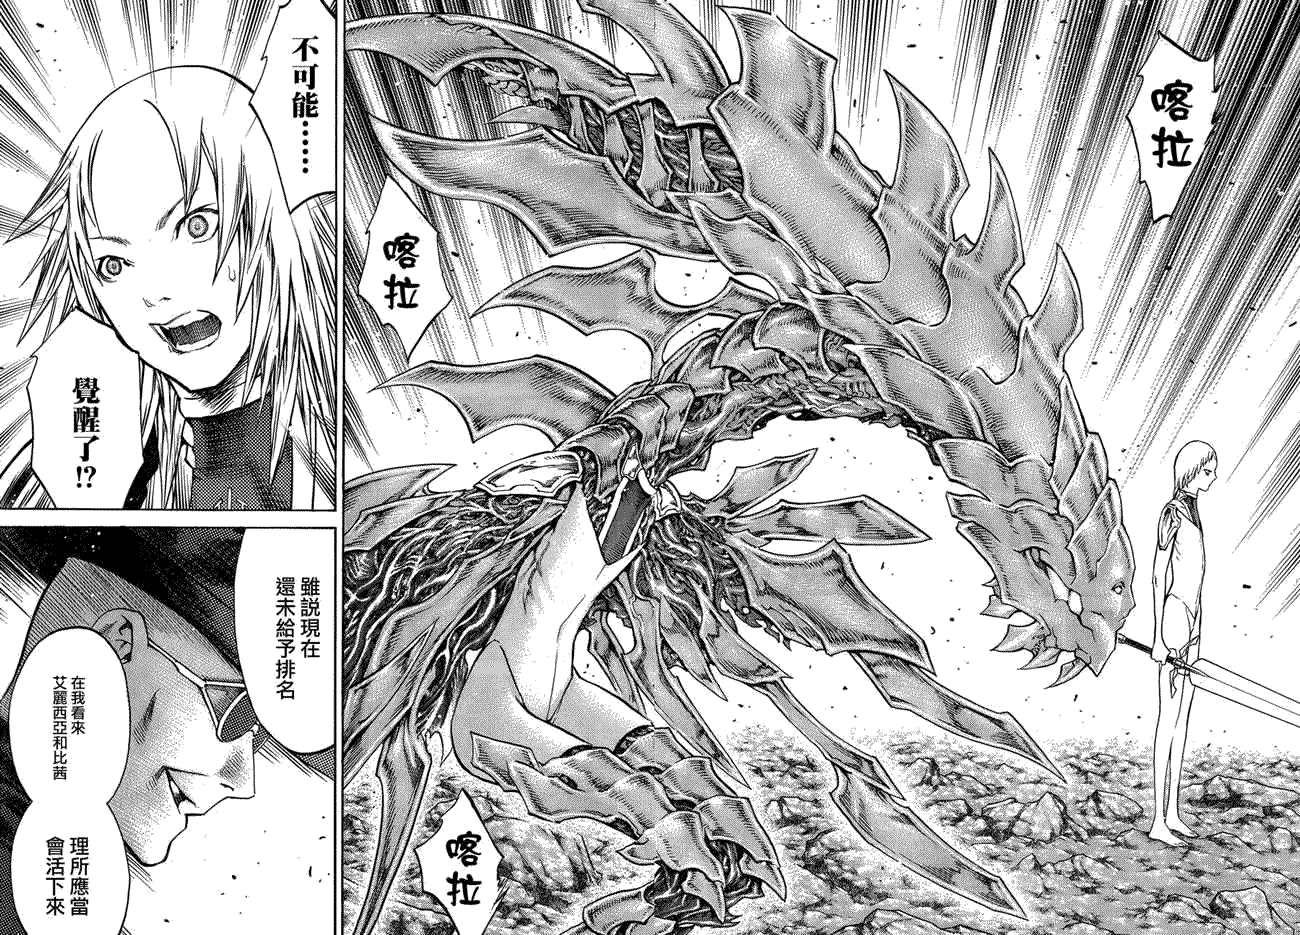 喀拉
喀拉
喀拉
不可能……
覺醒了!?
雖説現在
還未給予排名
在我看來
艾麗西亞和比茜
理所應當
會活下來